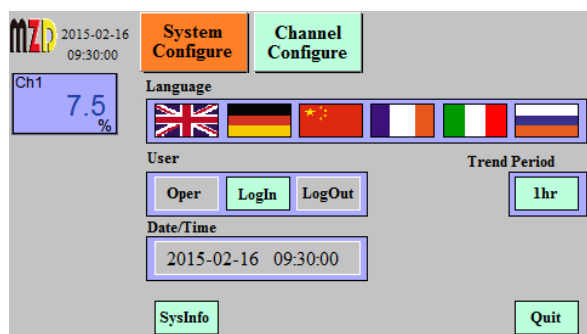 MZD
2015-02-16
09:30:00
System
Configure
Channel
Configure
Ch1
7.5
%
Language
User
Trend Period
Oper
LogIn
LogOut
1hr
Date/Time
2015-02-16 09:30:00
SysInfo
Quit